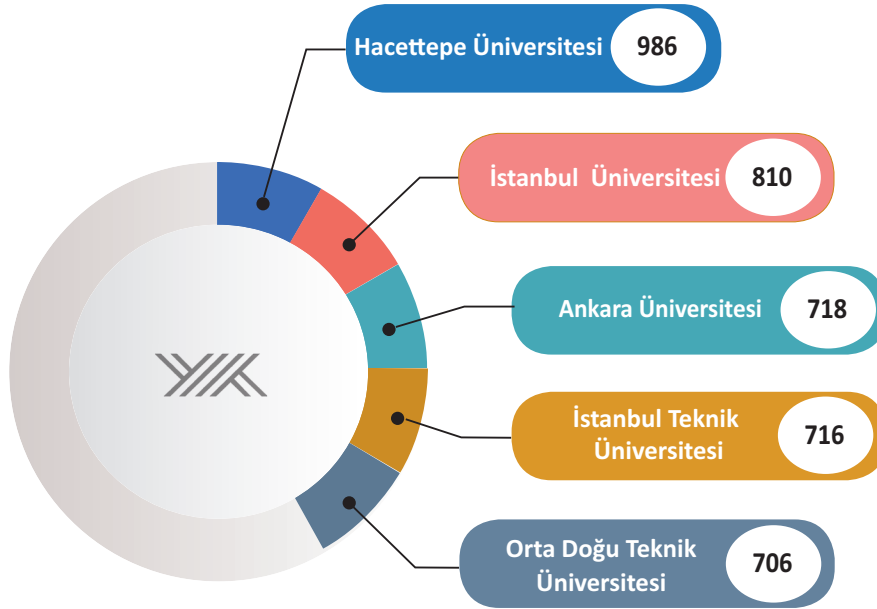 Hacettepe Üniversitesi 986
İstanbul Üniversitesi 810
Ankara Üniversitesi 718
İstanbul Teknik
Üniversitesi
716
Orta Doğu Teknik
Üniversitesi
706